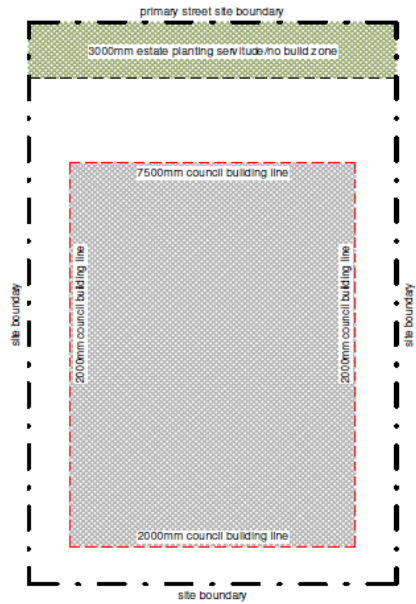 primary street site boundary
3000mm estate planting servitude/no build zone
7500mm council building line
site boundary
2000mm council building line
2000mm council building line
site boundary
2000mm council building line
site boundary